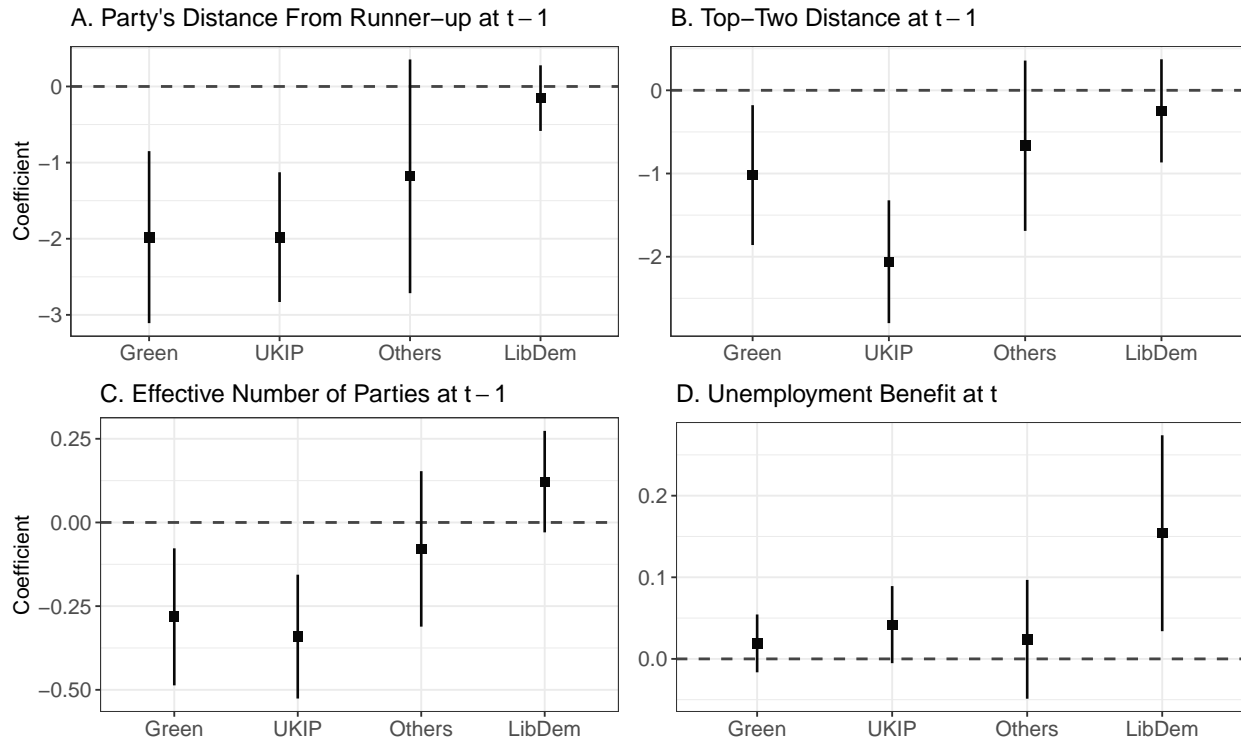 A. Party's Distance From Runner−up at t − 1
0
−1
−2
−3
Coefficient
Green UKIP Others LibDem
B. Top−Two Distance at t − 1
0
−1
−2
Green UKIP Others LibDem
C. Effective Number of Parties at t − 1
0.25
0.00
−0.25
−0.50
Coefficient
Green UKIP Others LibDem
D. Unemployment Benefit at t
0.2
0.1
0.0
Green UKIP Others LibDem